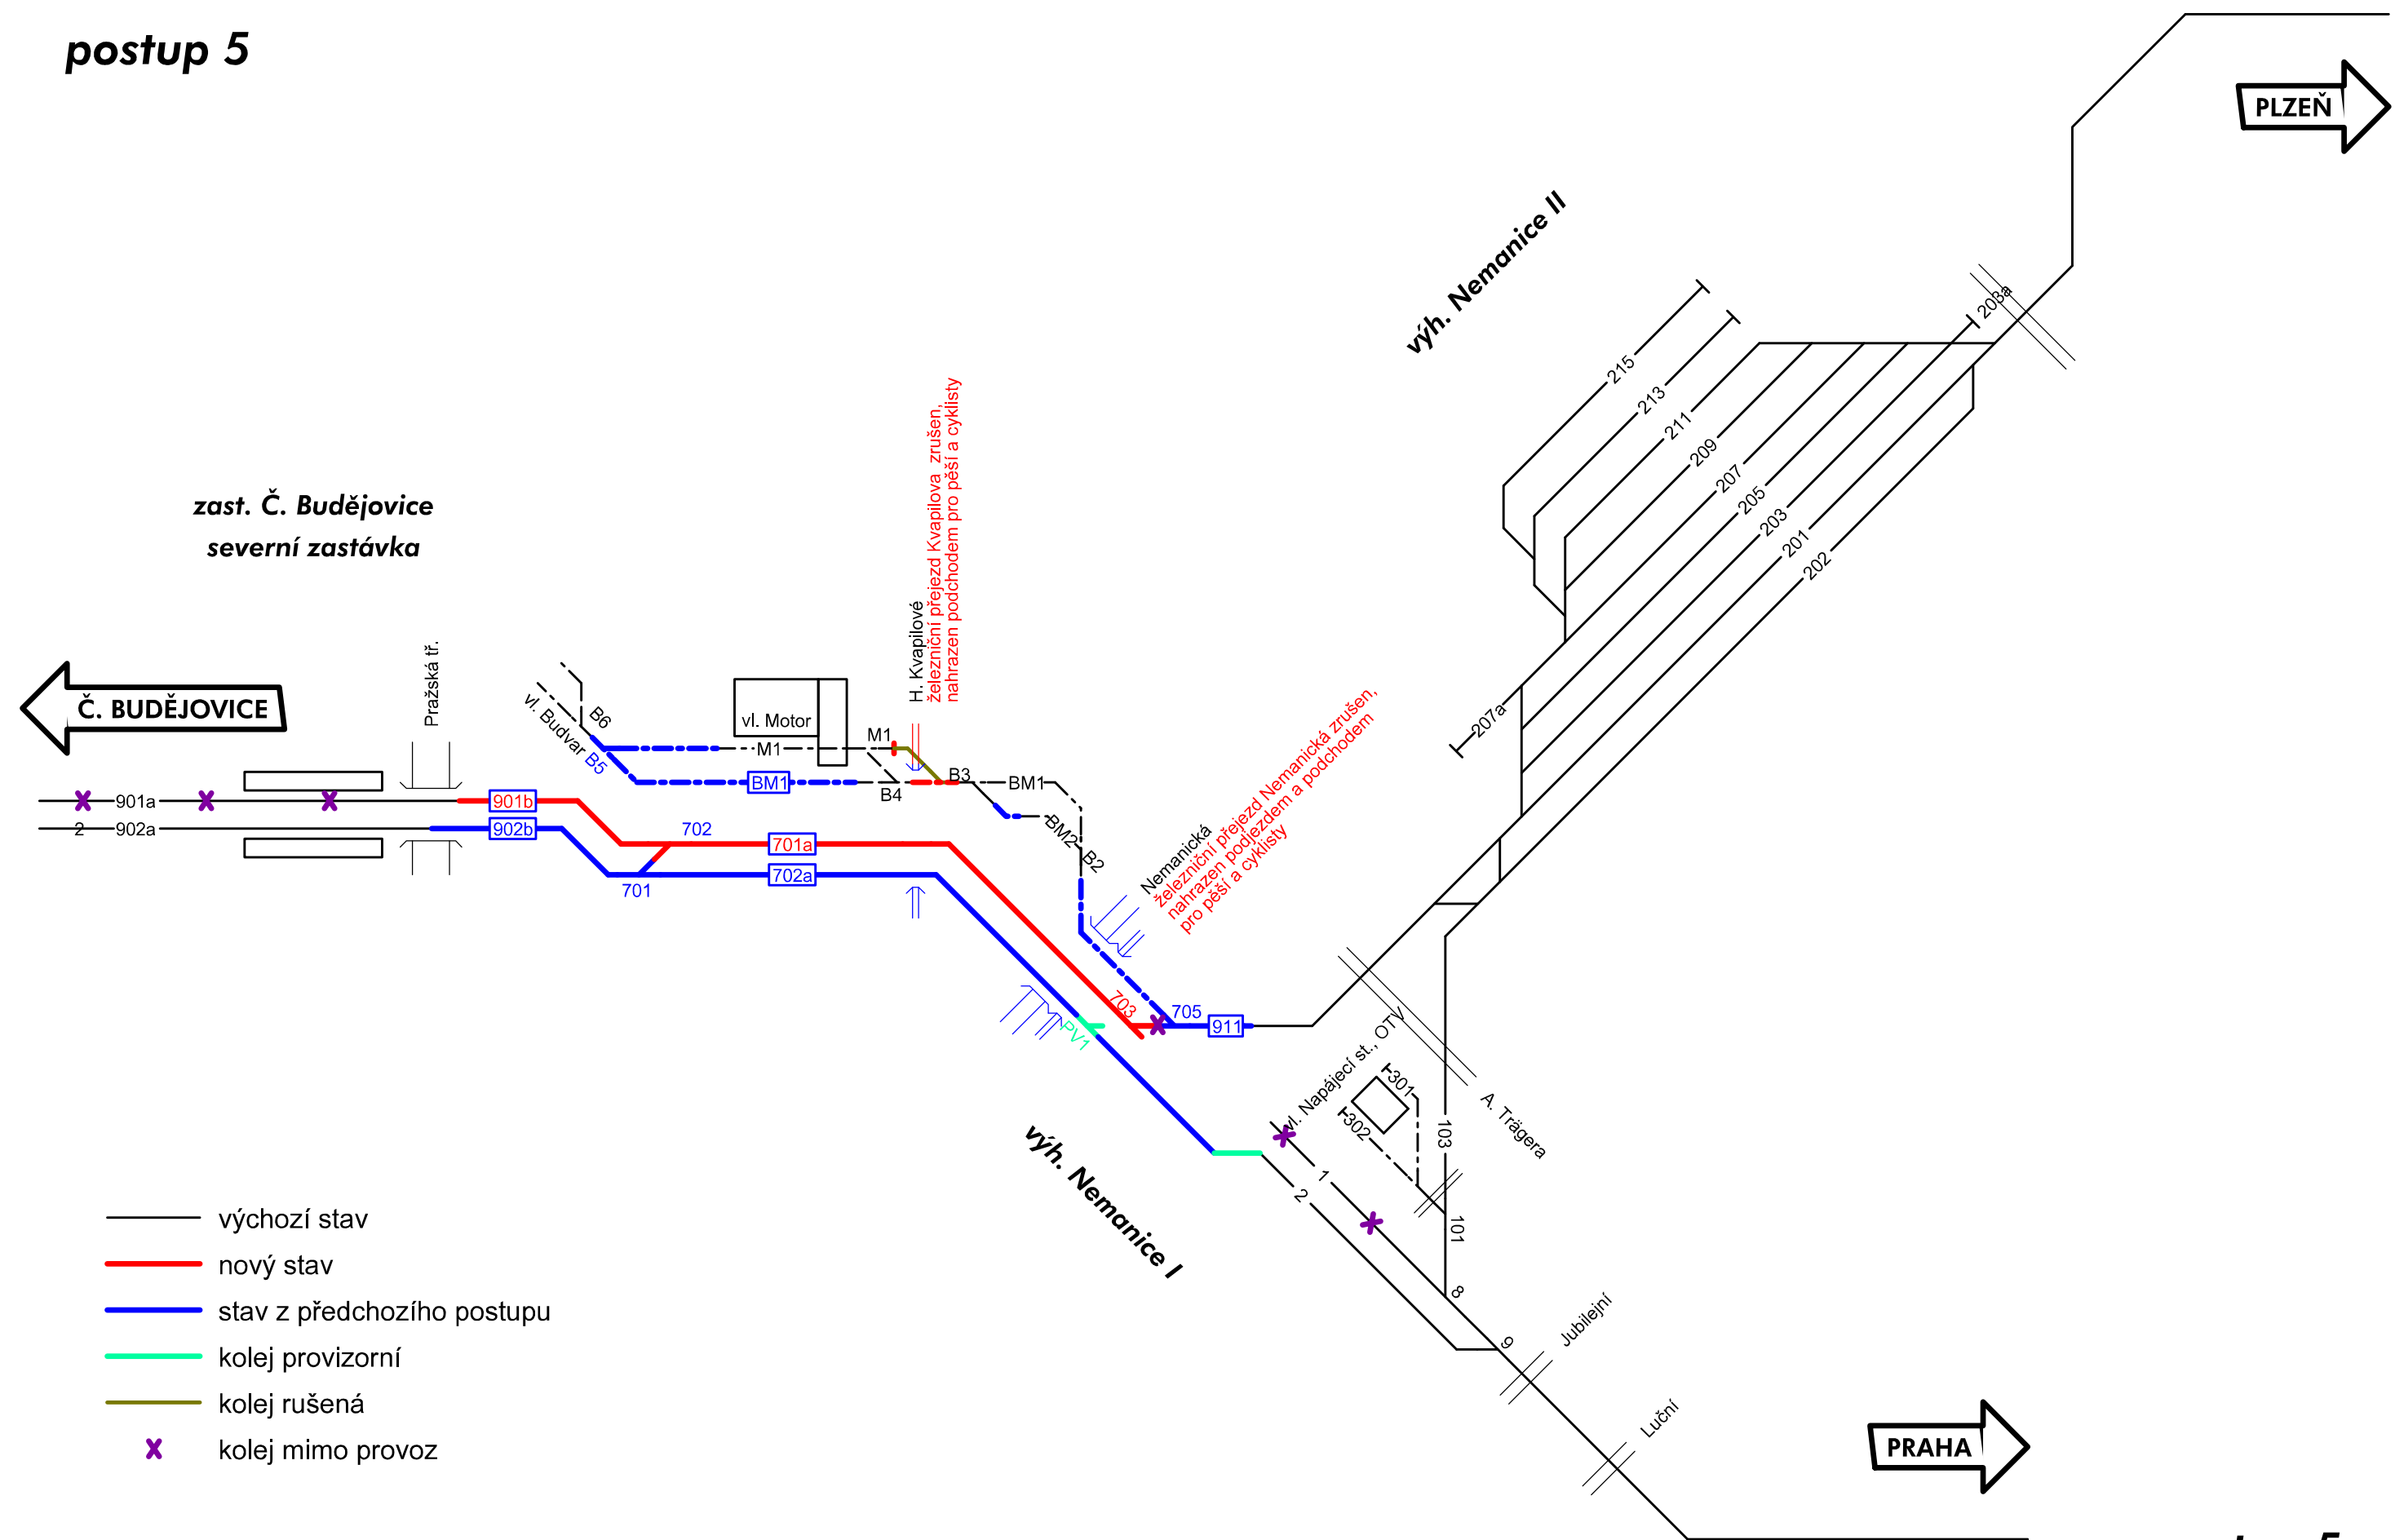 postup 5
PLZEŇ
výh. Nemanice II
203a
215
213
211
209
207
205
203
201
202
207a
zast. Č. Budějovice
severní zastávka
H. Kvapilové
železniční přejezd Kvapilova zrušen,
nahrazen podchodem pro pěší a cyklisty
Pražská tř.
Č. BUDĚJOVICE
vl. Budvar
B6
B5
vl. Motor
M1
M1
BM1
B4
B3
BM1
BM2
B2
Nemanická
železniční přejezd Nemanická zrušen,
nahrazen podjezdem a podchodem
pro pěší a cyklisty
901a
901b
2
902a
902b
702
701a
701
702a
703
705
911
PV1
vl. Napájecí st., OTV
301
302
103
A. Trägera
101
1
2
8
9
výh. Nemanice I
Jubilejní
Luční
PRAHA
výchozí stav
nový stav
stav z předchozího postupu
kolej provizorní
kolej rušená
kolej mimo provoz